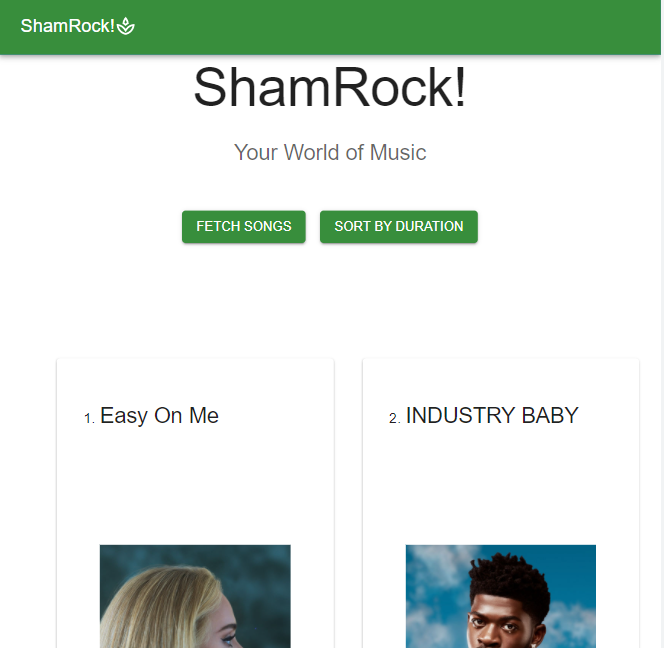 ShamRock!
ShamRock!
Your World of Music
FETCH SONGS SORT BY DURATION
1. Easy On Me
2. INDUSTRY BABY